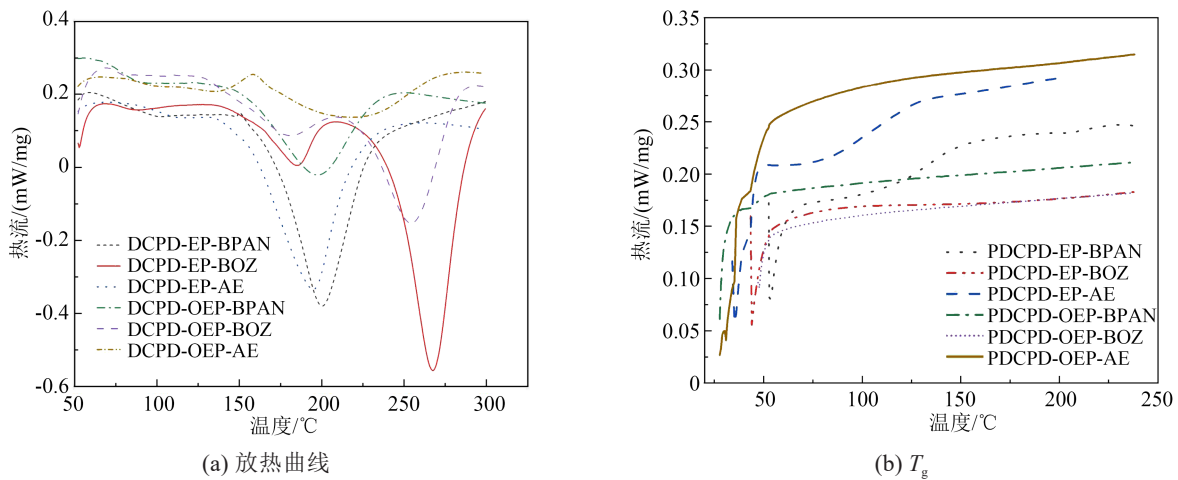 0.4
0.2
0
-0.2
-0.4
-0.6
热流/(mW/mg)
DCPD-EP-BPAN
DCPD-EP-BOZ
DCPD-EP-AE
DCPD-OEP-BPAN
DCPD-OEP-BOZ
DCPD-OEP-AE
50 100 150 200 250 300
温度/℃
(a) 放热曲线
0.35
0.30
0.25
0.20
0.15
0.10
0.05
0
热流/(mW/mg)
PDCPD-EP-BPAN
PDCPD-EP-BOZ
PDCPD-EP-AE
PDCPD-OEP-BPAN
PDCPD-OEP-BOZ
PDCPD-OEP-AE
50 100 150 200 250
温度/℃
(b) Tg